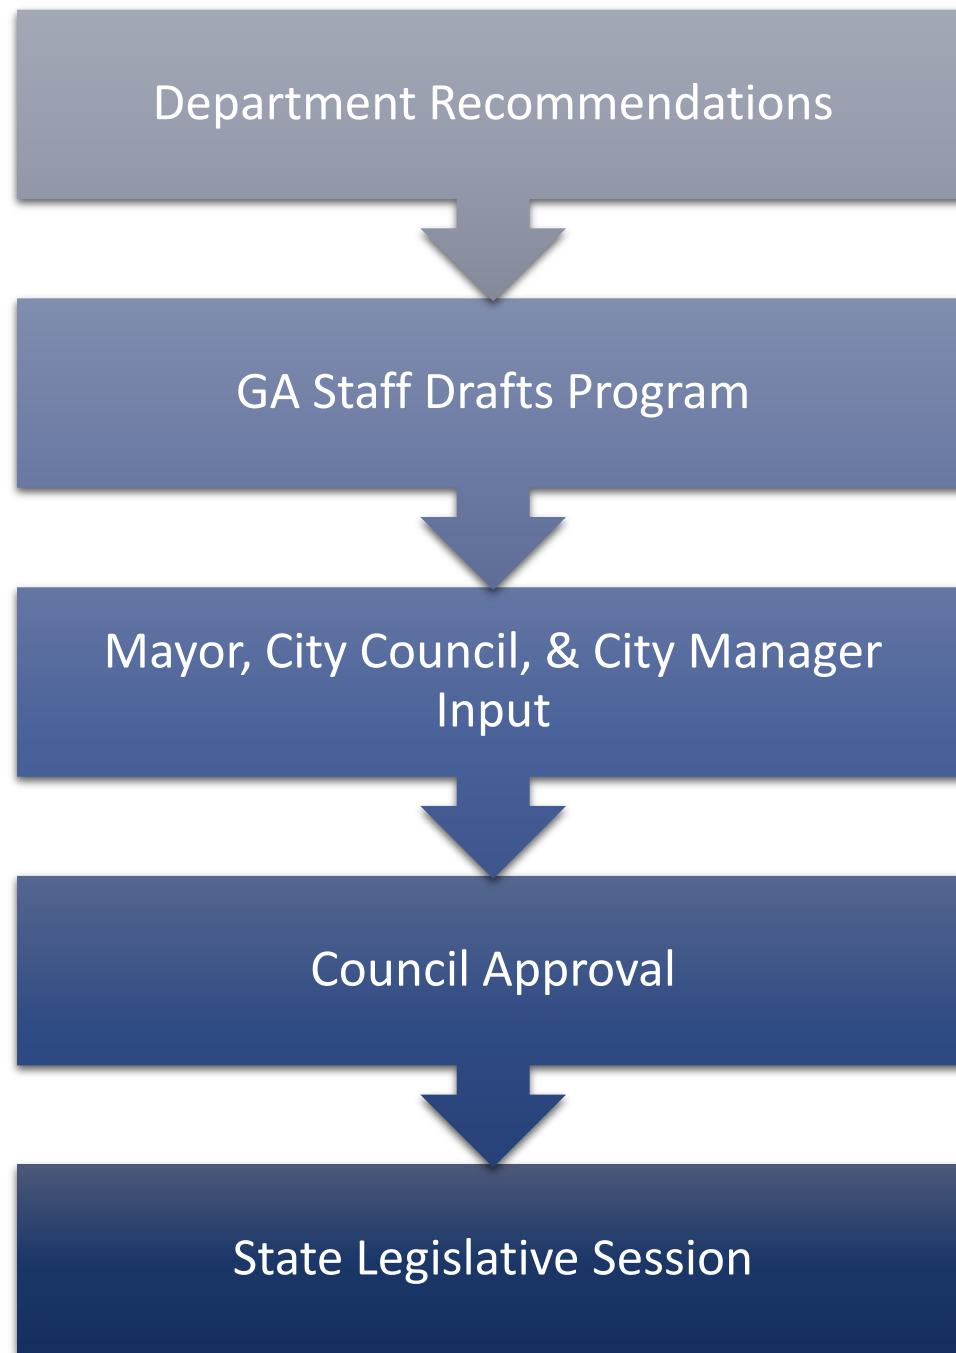 Department Recommendations
GA Staff Drafts Program
Mayor, City Council, & City Manager
Input
Council Approval
State Legislative Session